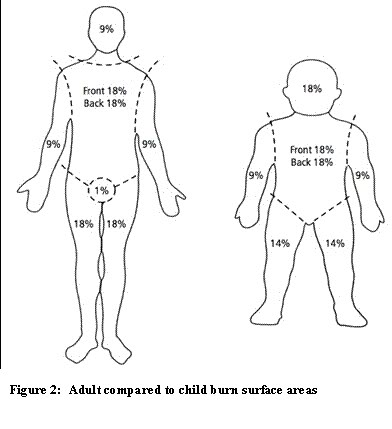 9%
Front 18%
Back 18%
9%
9%
1%
18%
18%
18%
Front 18%
Back 18%
9%
9%
14%
14%
Figure 2: Adult compared to child burn surface areas